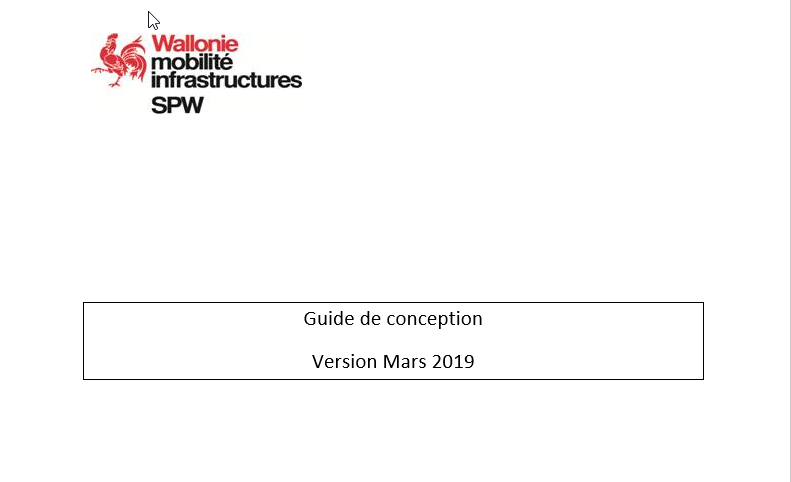 Wallonie
mobilité
infrastructures
SPW
Guide de conception
Version Mars 2019